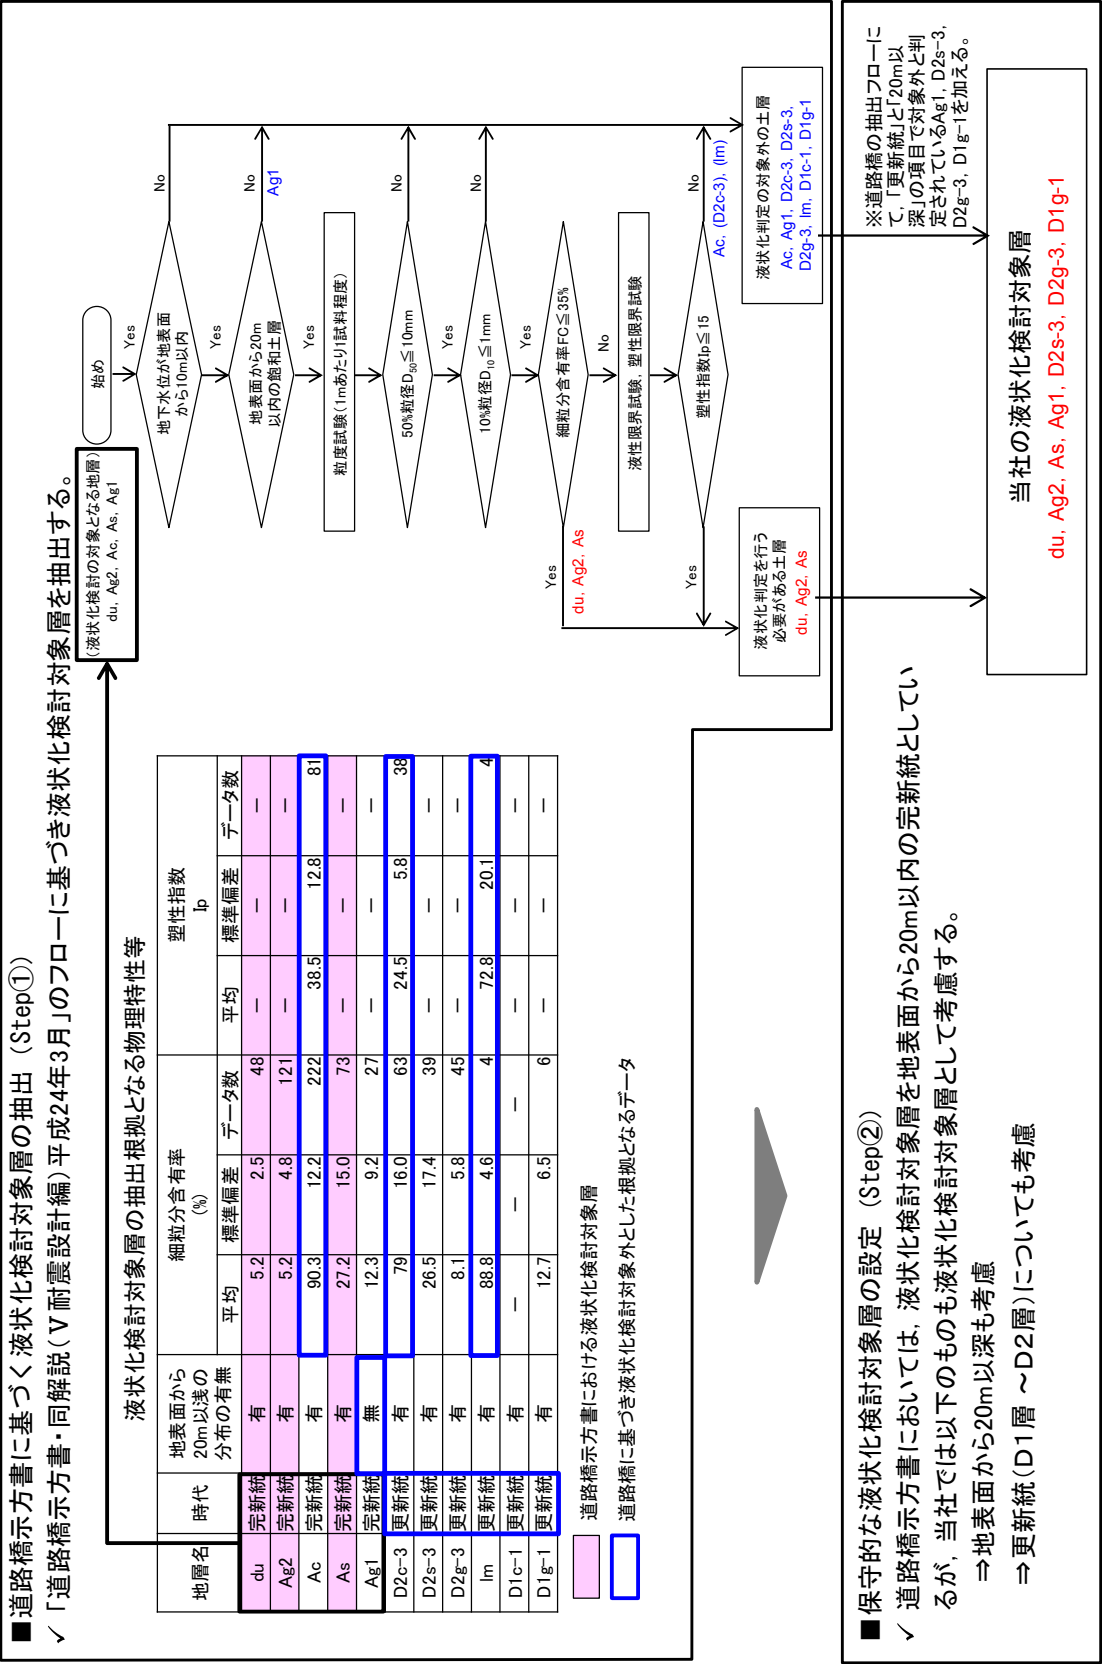 ■道路橋示方書に基づく液状化検討対象層の抽出（Step①）
✓ 「道路橋示方書・同解説(Ⅴ耐震設計編)平成24年3月」のフローに基づき液状化検討対象層を抽出する。
液状化検討対象層の抽出根拠となる物理特性等
地層名 時代 地表面から20m以浅の分布の有無 細粒分含有率(%) 塑性指数Ip
平均 標準偏差 データ数 平均 標準偏差 データ数
du 完新統 有 5.2 2.5 48 － － －
Ag2 完新統 有 5.2 4.8 121 － － －
Ac 完新統 有 90.3 12.2 222 38.5 12.8 81
As 完新統 有 27.2 15.0 73 － － －
Ag1 完新統 無 12.3 9.2 27 － － －
D2c-3 更新統 有 79 16.0 63 24.5 5.8 38
D2s-3 更新統 有 26.5 17.4 39 － － －
D2g-3 更新統 有 8.1 5.8 45 － － －
lm 更新統 有 88.8 4.6 4 72.8 20.1 4
D1c-1 更新統 有 － － － － － －
D1g-1 更新統 有 12.7 6.5 6 － － －
道路橋示方書における液状化検討対象層
道路橋に基づき液状化検討対象外とした根拠となるデータ
(液状化検討の対象となる地層)
du, Ag2, Ac, As, Ag1
始め
Yes
地下水位が地表面
から10m以内
No
Yes
地表面から20m
以内の飽和土層
No
Ag1
Yes
粒度試験(1mあたり1試料程度)
50%粒径D50≦10mm
No
Yes
10%粒径D10≦1mm
No
Yes
細粒分含有率FC≦35%
Yes
du, Ag2, As
No
液性限界試験, 塑性限界試験
塑性指数Ip≦15
Yes
No
Ac, (D2c-3), (lm)
液状化判定を行う
必要がある土層
du, Ag2, As
液状化判定の対象外の土層
Ac, Ag1, D2c-3, D2s-3,
D2g-3, lm, D1c-1, D1g-1
■保守的な液状化検討対象層の設定（Step②）
✓ 道路橋示方書においては，液状化検討対象層を地表面から20m以内の完新統としてい
るが，当社では以下のものも液状化検討対象層として考慮する。
⇒地表面から20m以深も考慮
⇒更新統(D1層 ～D2層)についても考慮
※道路橋の抽出フローに
て，「更新統」と「20m以
深」の項目で対象外と判
定されているAg1, D2s-3,
D2g-3, D1g-1を加える。
当社の液状化検討対象層
du, Ag2, As, Ag1, D2s-3, D2g-3, D1g-1